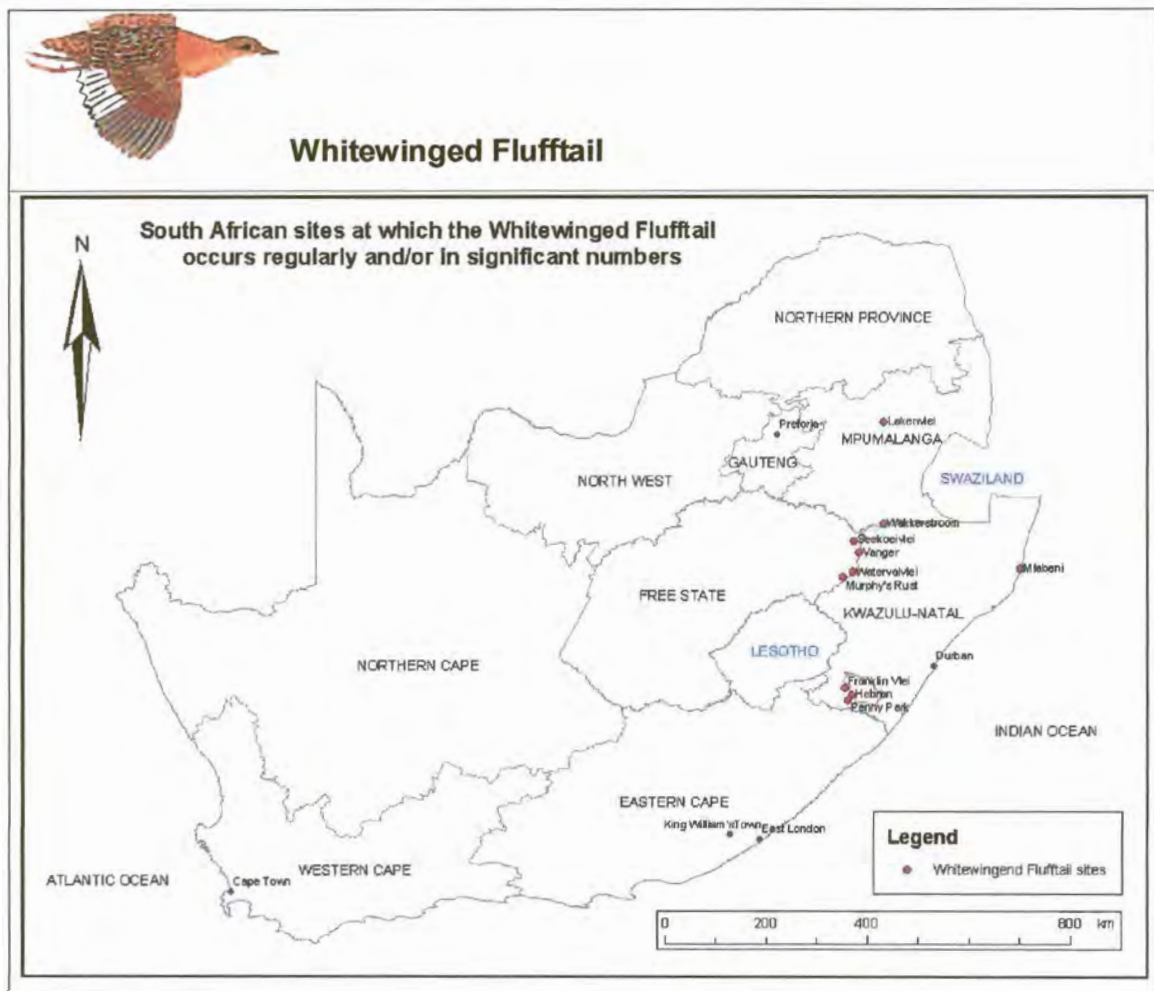 Whitewinged Flufftail
South African sites at which the Whitewinged Flufftail
occurs regularly and/or in significant numbers
N
NORTHERN PROVINCE
Pretoria
Lakenvlei
MPUMALANGA
GAUTENG
NORTH WEST
SWAZILAND
Wakkerstroom
Seekoeivlei
Vanger
Watervalvlei
Murphy's Rust
Mfabeni
FREE STATE
KWAZULU-NATAL
LESOTHO
NORTHERN CAPE
Durban
Franklin Vlei
Hebron
Penny Park
INDIAN OCEAN
EASTERN CAPE
King William'sTown
East London
Legend
Whitewingend Flufftail sites
WESTERN CAPE
ATLANTIC OCEAN
Cape Town
0 200 400 800 km